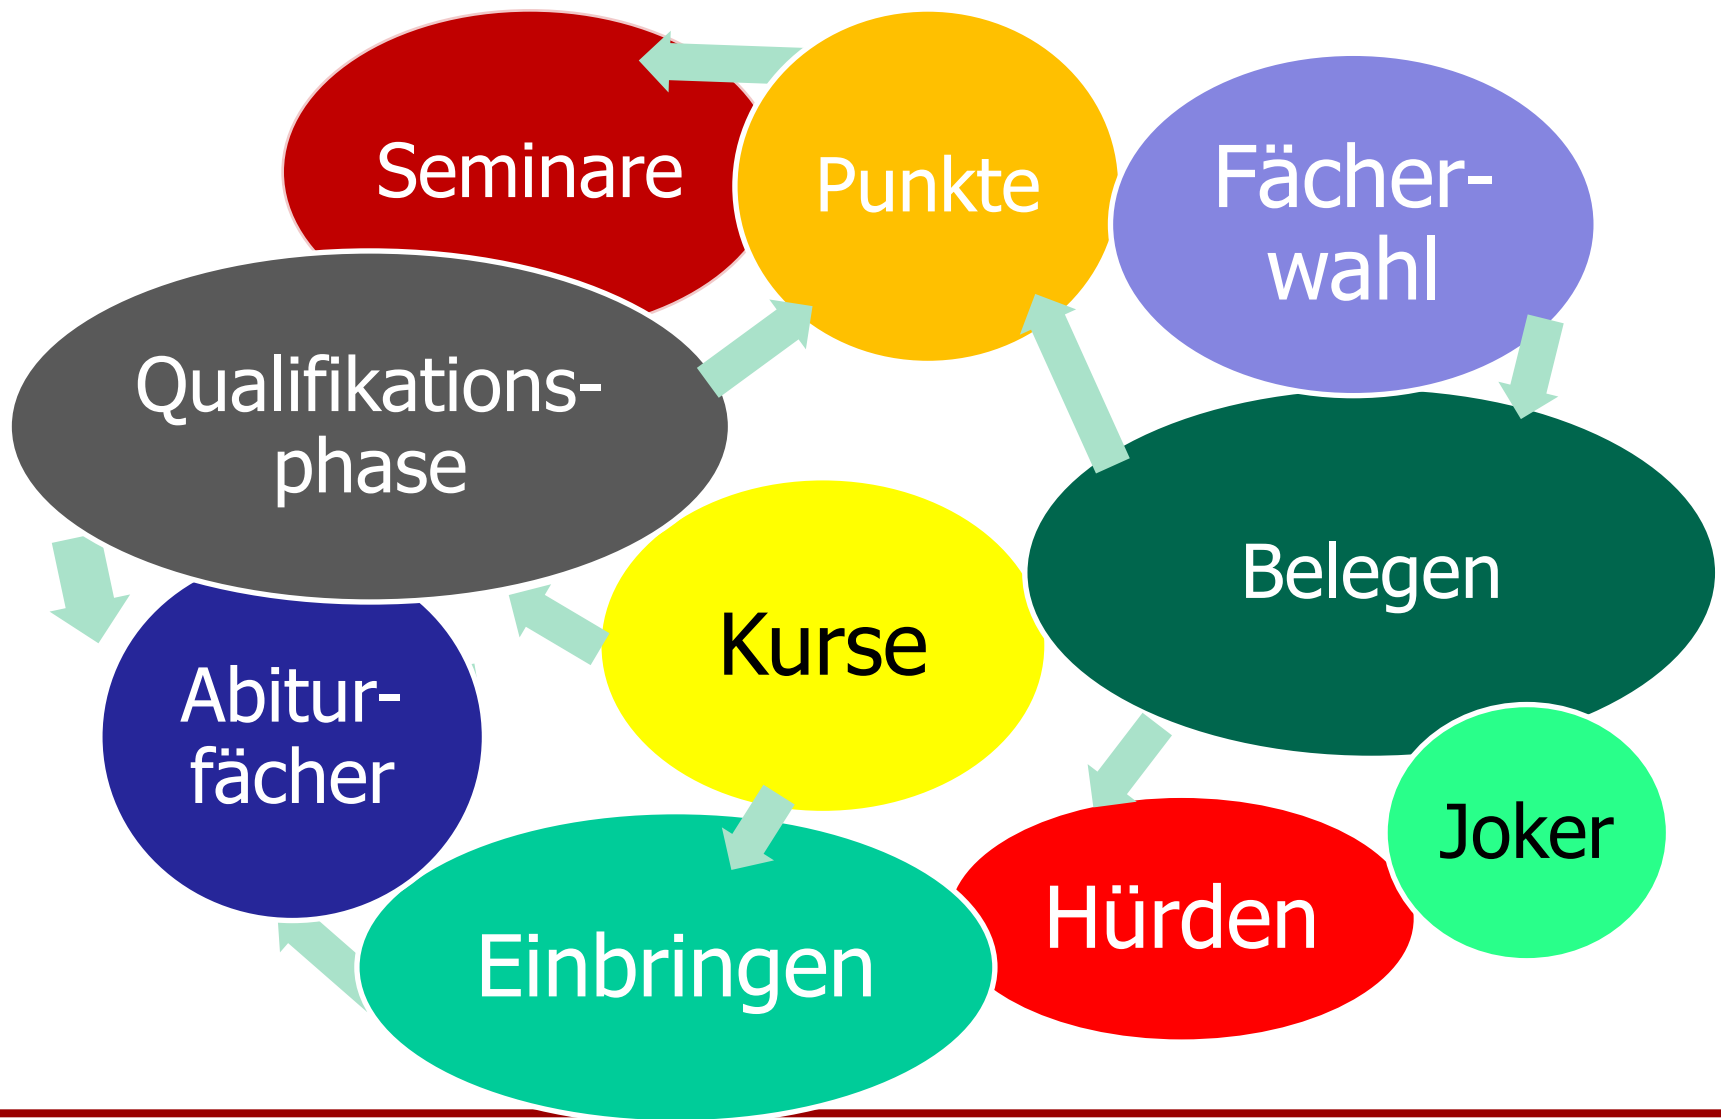 Seminare
Punkte
Fächer-
wahl
Qualifikations-
phase
Kurse
Belegen
Abitur-
fächer
Joker
Hürden
Einbringen